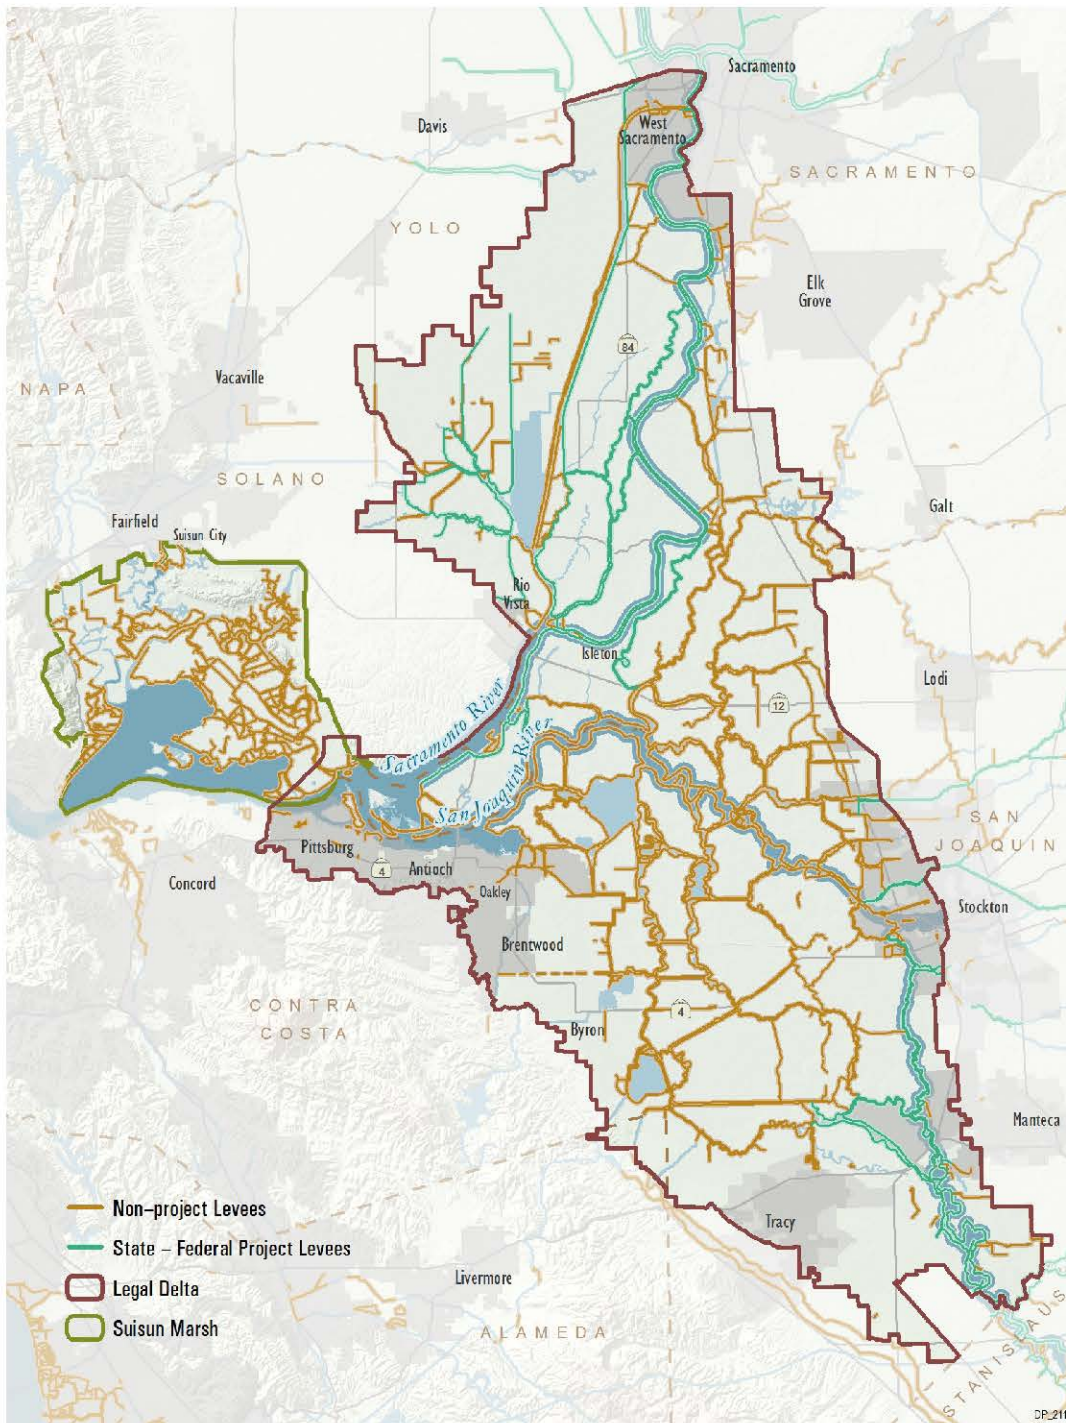 Sacramento
Davis
West
Sacramento
SACRAMENTO
YOLO
Elk
Grove
84
NAPA
Vacaville
SOLANO
Galt
Fairfield
Suisun City
Rio
Vista
Isleton
Lodi
12
Sacramento River
San Joaquin River
SAN
JOAQUIN
Pittsburg
4
Antioch
Concord
Oakley
Stockton
Brentwood
CONTRA
COSTA
4
Byron
Manteca
Non-project Levees
State – Federal Project Levees
Legal Delta
Suisun Marsh
Tracy
Livermore
ALAMEDA
STANISLAUS